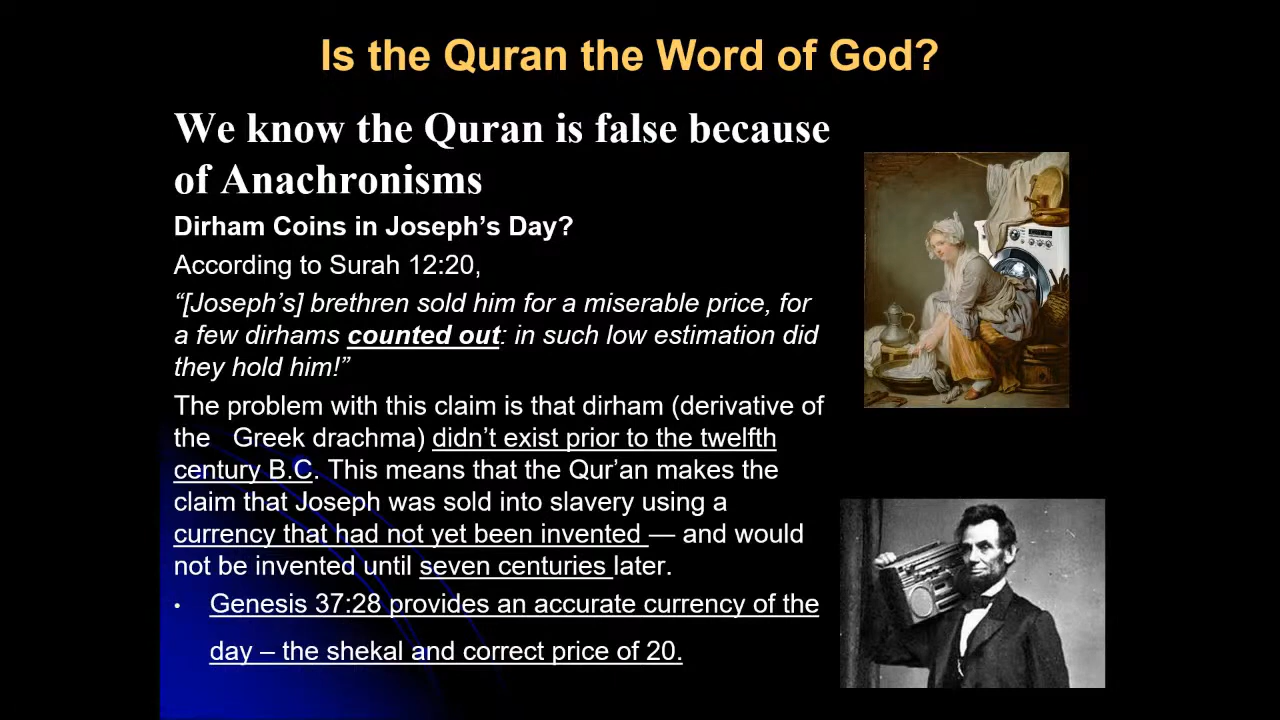 Is the Quran the Word of God?
We know the Quran is false because
of Anachronisms
Dirham Coins in Joseph’s Day?
According to Surah 12:20,
“[Joseph’s] brethren sold him for a miserable price, for
a few dirhams counted out: in such low estimation did
they hold him!”
The problem with this claim is that dirham (derivative of
the Greek drachma) didn’t exist prior to the twelfth
century B.C. This means that the Qur’an makes the
claim that Joseph was sold into slavery using a
currency that had not yet been invented — and would
not be invented until seven centuries later.
• Genesis 37:28 provides an accurate currency of the
day – the shekal and correct price of 20.